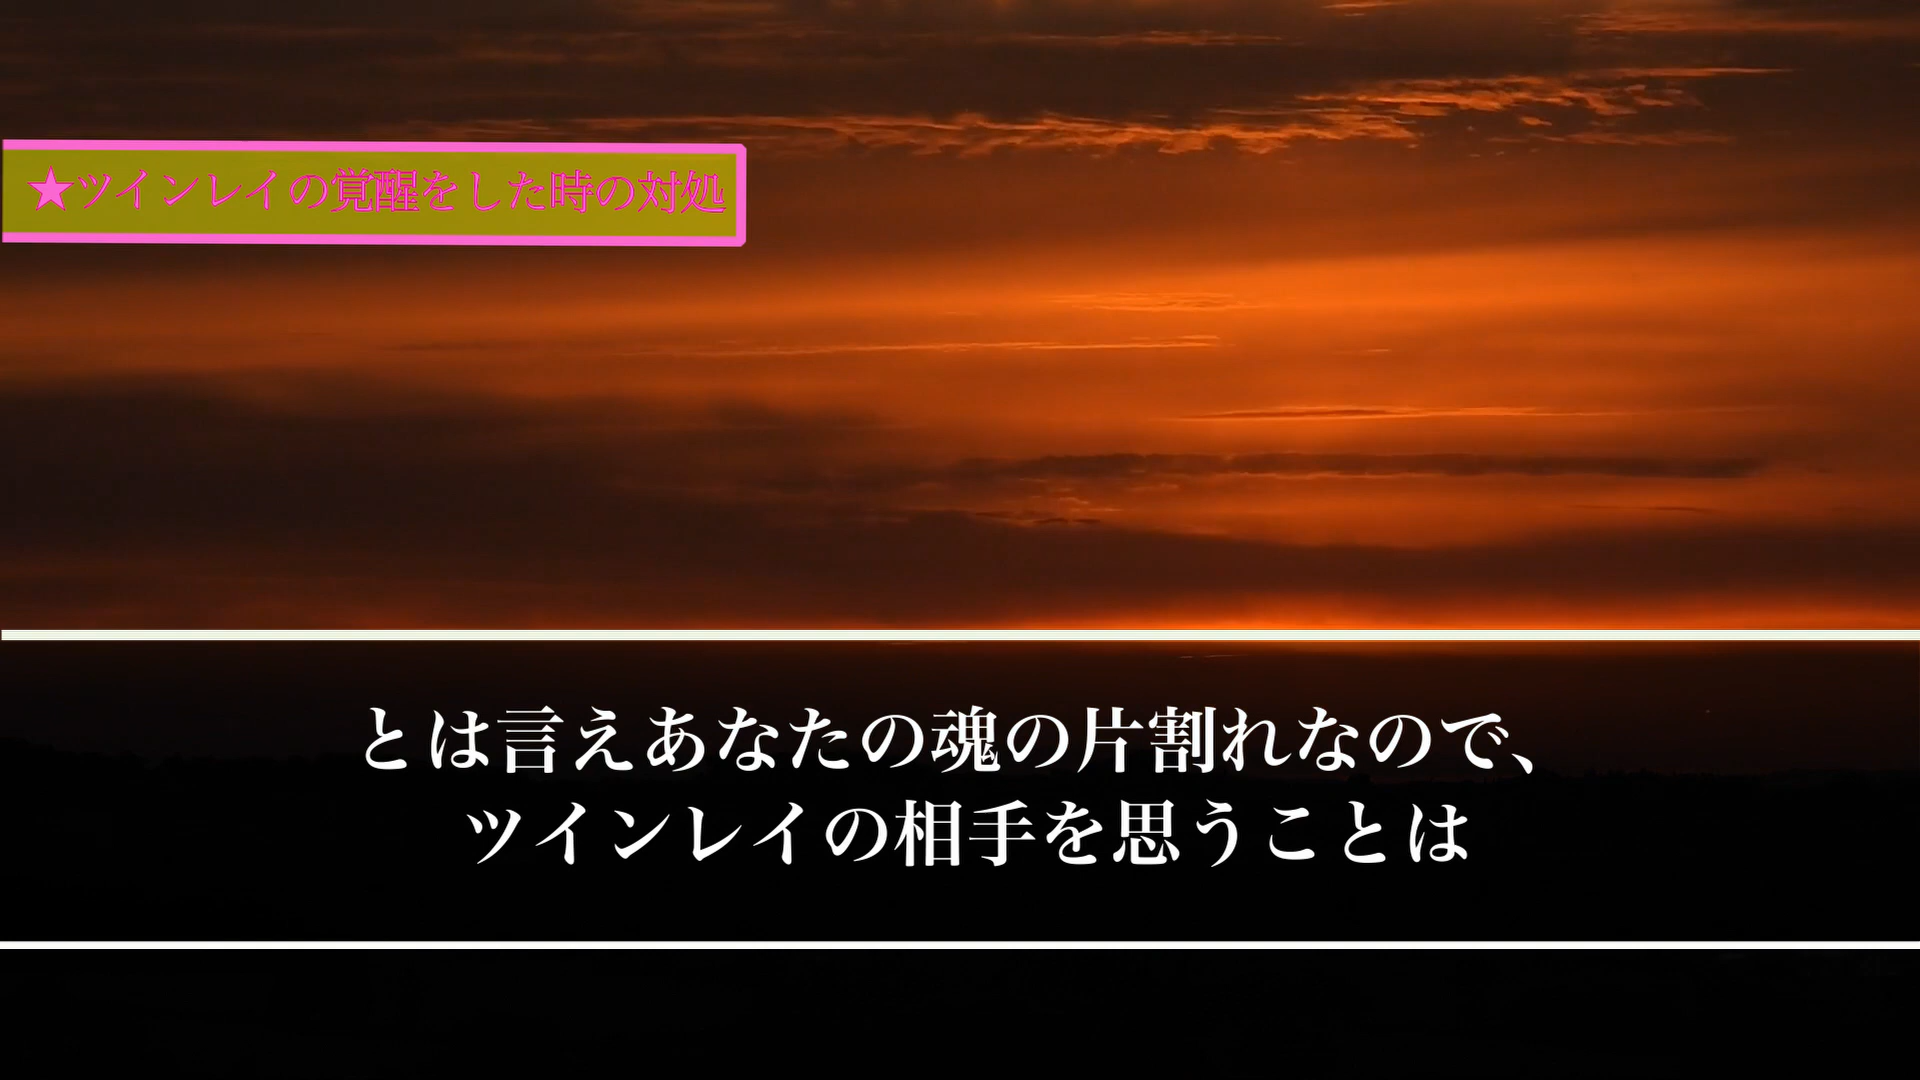 ★ツインレイの覚醒をした時の対処
とは言えあなたの魂の片割れなので、
ツインレイの相手を思うことは